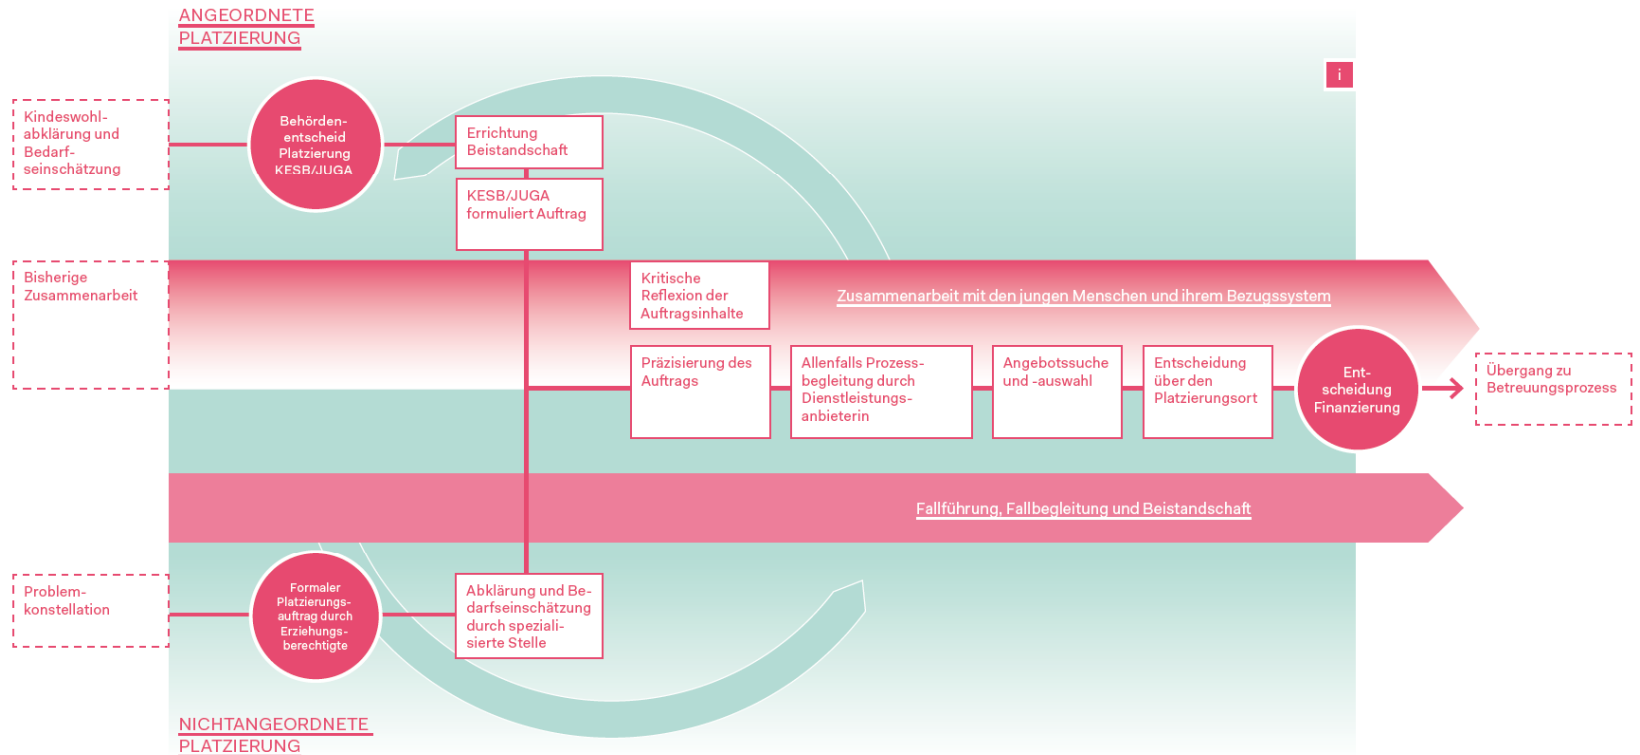 ANGEORDNETE
PLATZIERUNG
i
Kindeswohl-
abklärung und
Bedarf-
seinschätzung
Behörden-
entscheid
Platzierung
KESB/JUGA
Errichtung
Beistandschaft
KESB/JUGA
formuliert Auftrag
Bisherige
Zusammenarbeit
Kritische
Reflexion der
Auftragsinhalte
Zusammenarbeit mit den jungen Menschen und ihrem Bezugssystem
Präzisierung des
Auftrags
Allenfalls Prozess-
begleitung durch
Dienstleistungs-
anbieterin
Angebotssuche
und -auswahl
Entscheidung
über den
Platzierungsort
Ent-
scheidung
Finanzierung
Übergang zu
Betreuungsprozess
Fallführung, Fallbegleitung und Beistandschaft
Problem-
konstellation
Formaler
Platzierungs-
auftrag durch
Erziehungs-
berechtigte
Abklärung und Be-
darfseinschätzung
durch speziali-
sierte Stelle
NICHTANGEORDNETE
PLATZIERUNG